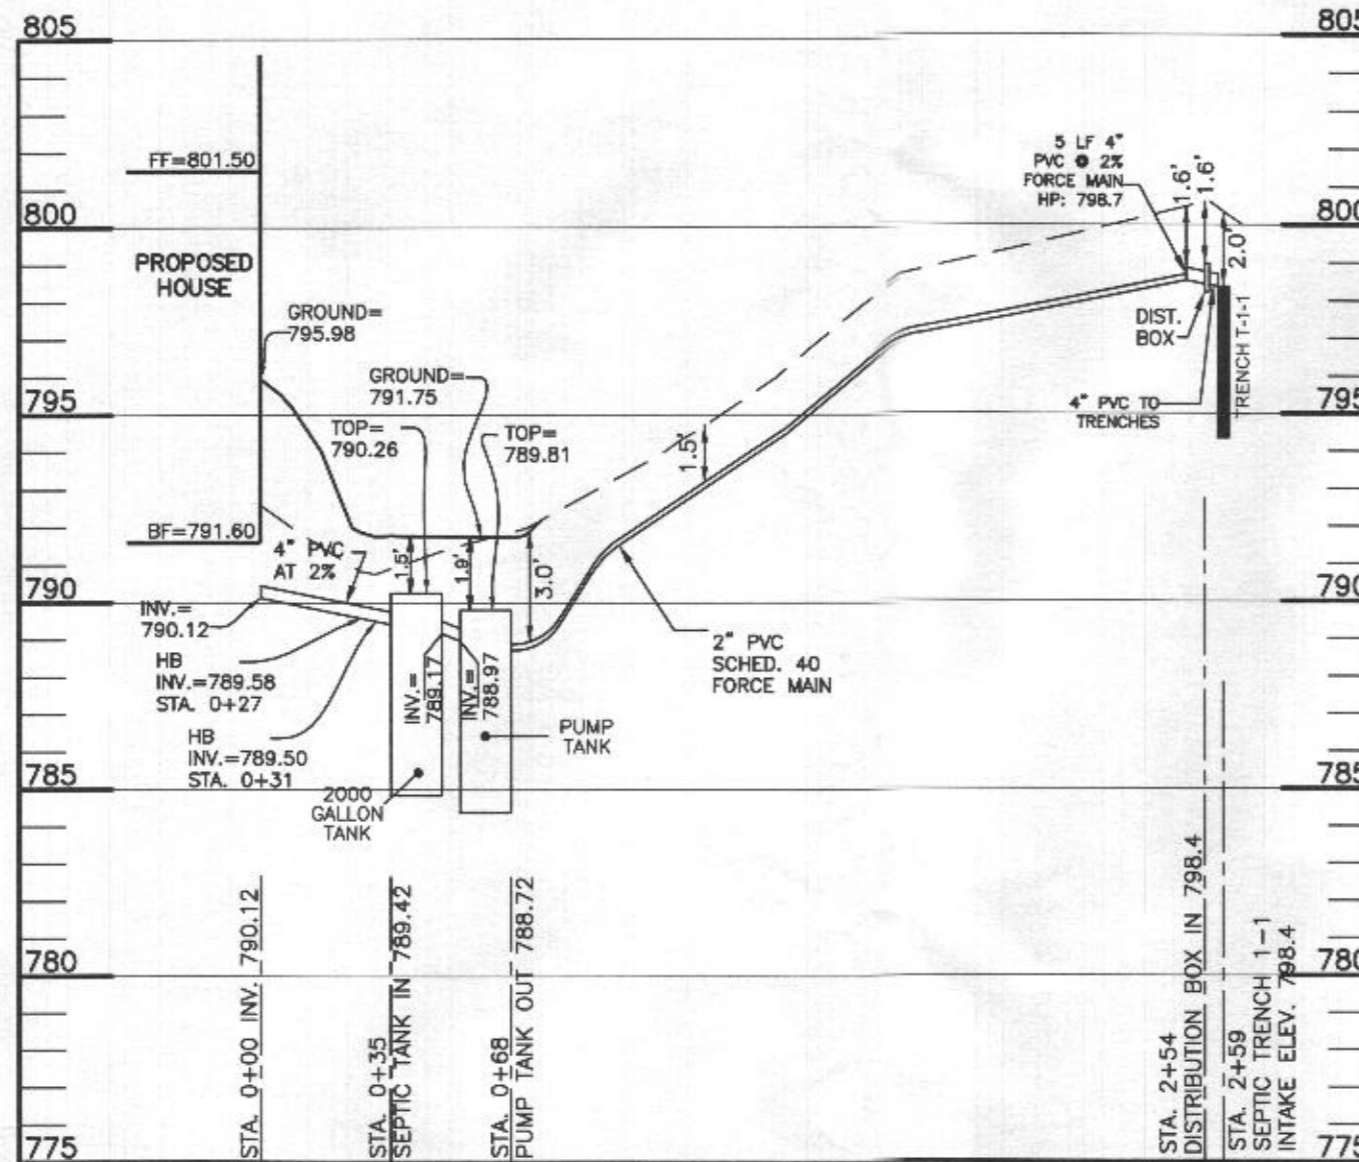 805
805
FF=801.50
5 LF 4"
PVC @ 2%
FORCE MAIN
HP: 798.7
1.6'
1.6'
800
800
2.0'
PROPOSED
HOUSE
GROUND=
795.98
DIST.
BOX
GROUND=
791.75
TRENCH T-1-1
795
795
4" PVC TO
TRENCHES
TOP=
790.26
TOP=
789.81
1.5'
BF=791.60
4" PVC
AT 2%
1.5'
1.9'
3.0'
790
790
INV.=
790.12
HB
INV.=789.58
STA. 0+27
2" PVC
SCHED. 40
FORCE MAIN
INV.=
789.17
INV.=
788.97
HB
INV.=789.50
STA. 0+31
PUMP
TANK
785
785
2000
GALLON
TANK
780
780
STA. 0+00 INV. 790.12
STA. 0+35
SEPTIC TANK IN 789.42
STA. 0+68
PUMP TANK OUT 788.72
STA. 2+54
DISTRIBUTION BOX IN 798.4
STA. 2+59
SEPTIC TRENCH 1-1
INTAKE ELEV. 798.4
775
775